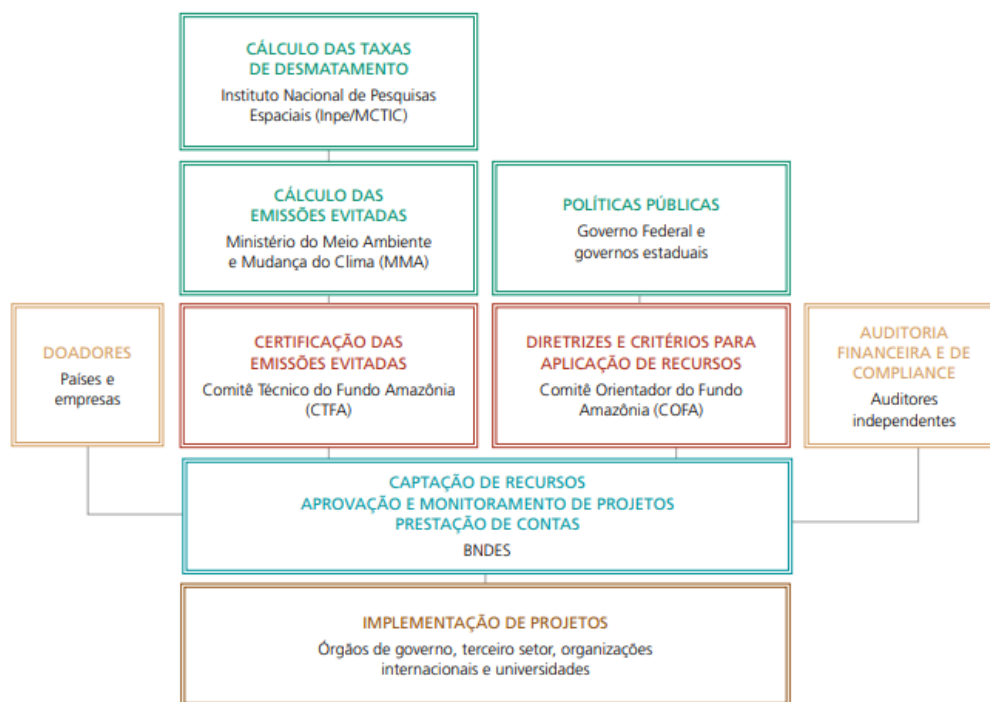 CÁLCULO DAS TAXAS
DE DESMATAMENTO
Instituto Nacional de Pesquisas
Espaciais (Inpe/MCTIC)
CÁLCULO DAS
EMISSÕES EVITADAS
Ministério do Meio Ambiente
e Mudança do Clima (MMA)
POLÍTICAS PÚBLICAS
Governo Federal e
governos estaduais
DOADORES
Países e
empresas
CERTIFICAÇÃO DAS
EMISSÕES EVITADAS
Comitê Técnico do Fundo Amazônia
(CTFA)
DIRETRIZES E CRITÉRIOS PARA
APLICAÇÃO DE RECURSOS
Comitê Orientador do Fundo
Amazônia (COFA)
AUDITORIA
FINANCEIRA E DE
COMPLIANCE
Auditores
independentes
CAPTAÇÃO DE RECURSOS
APROVAÇÃO E MONITORAMENTO DE PROJETOS
PRESTAÇÃO DE CONTAS
BNDES
IMPLEMENTAÇÃO DE PROJETOS
Órgãos de governo, terceiro setor, organizações
internacionais e universidades